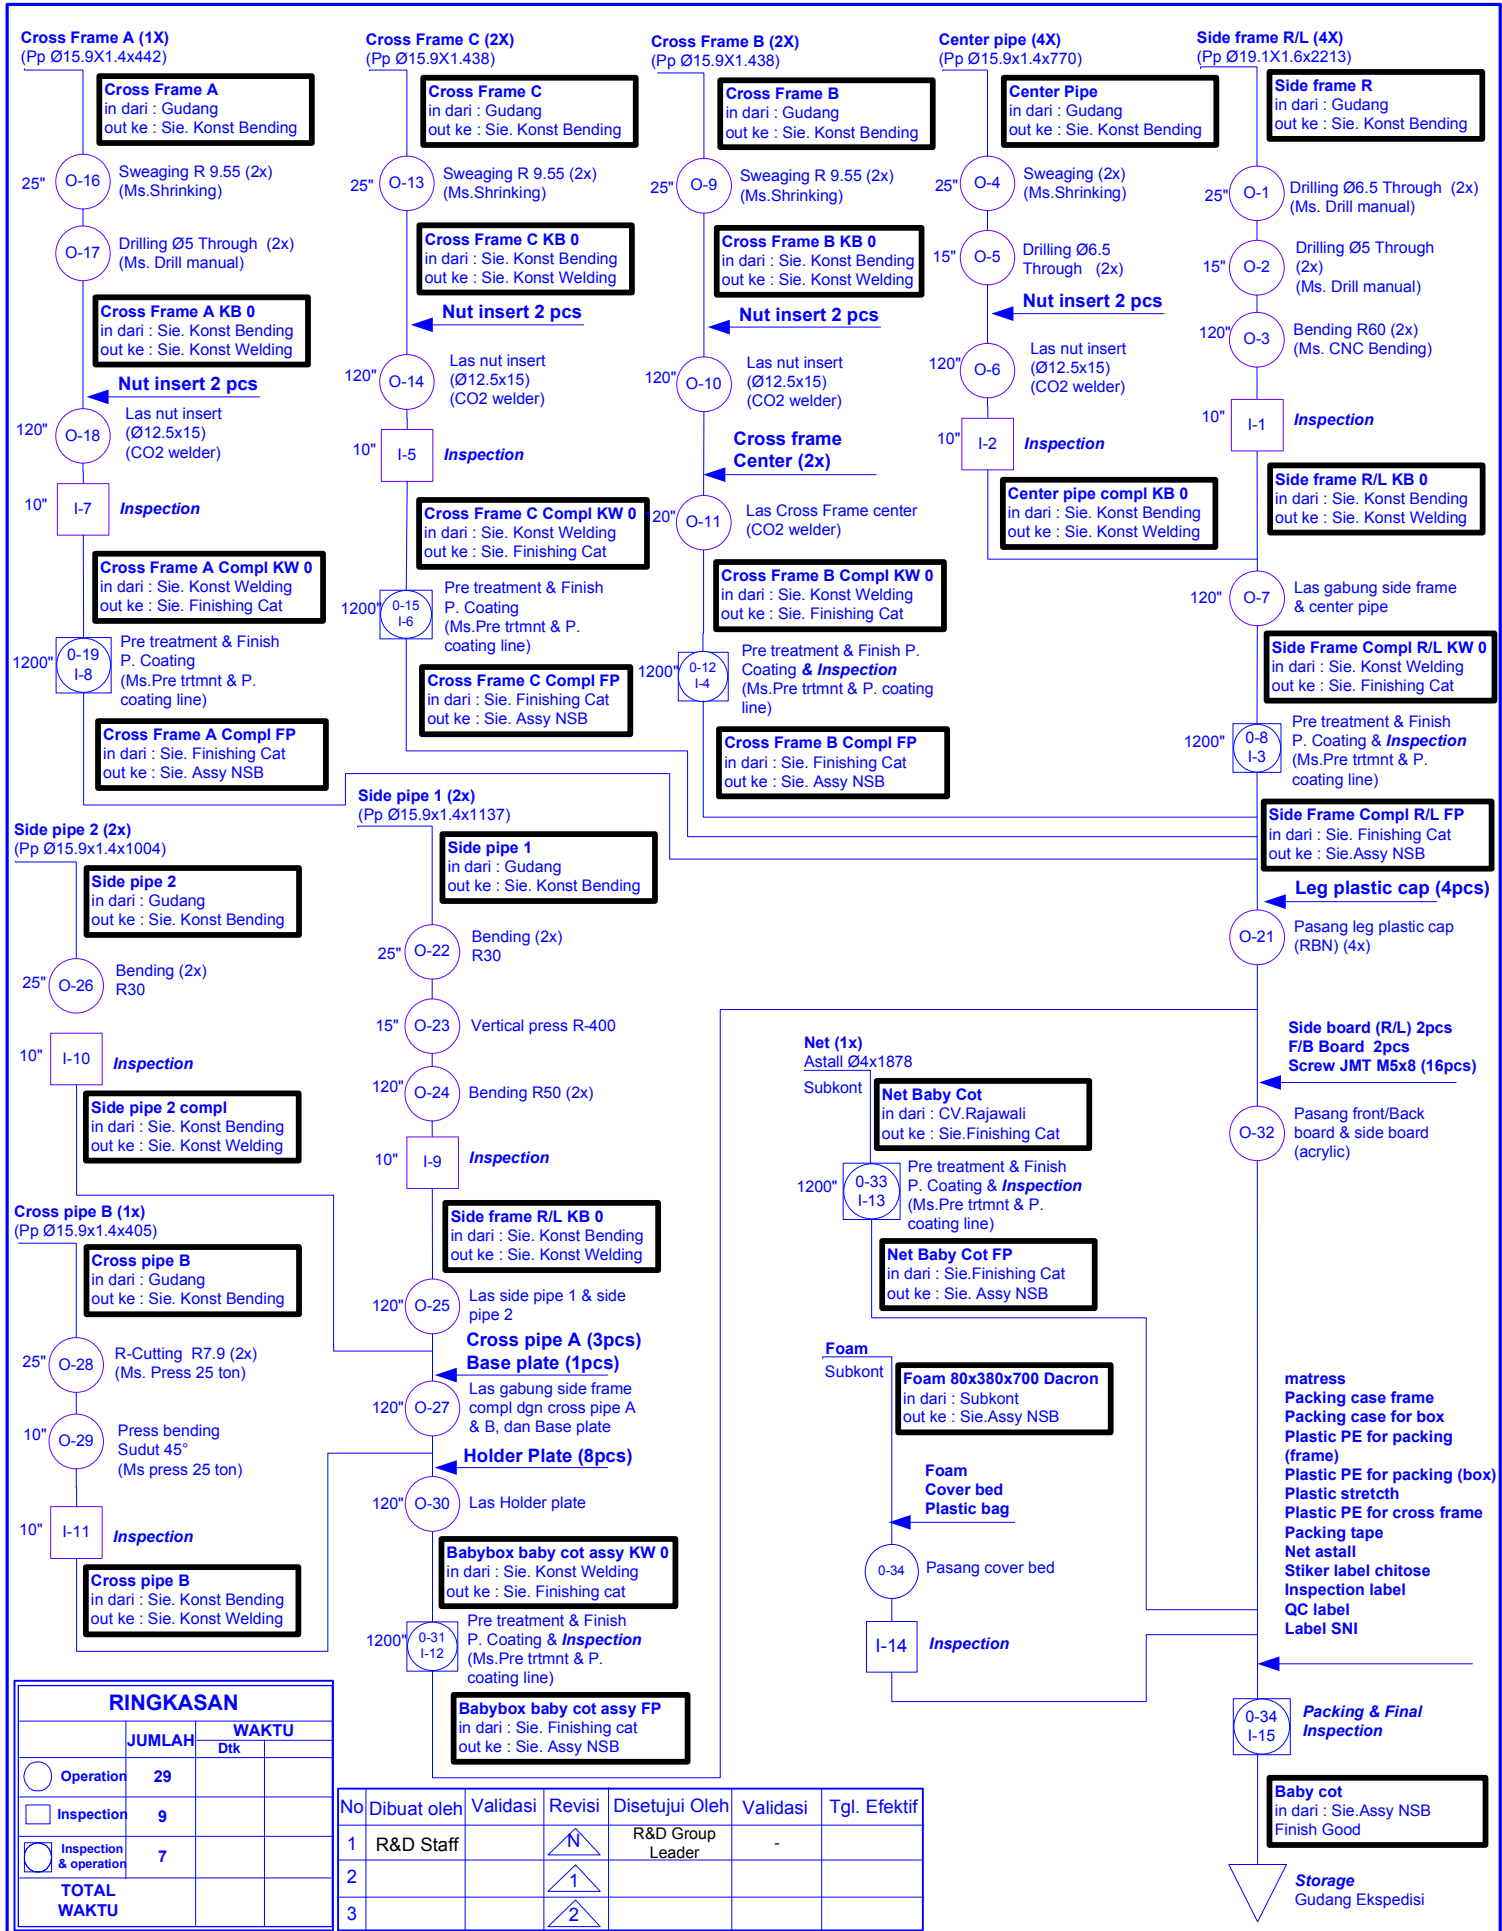 Cross Frame A (1X)
(Pp Ø15.9X1.4x442)
Cross Frame A
in dari : Gudang
out ke : Sie. Konst Bending
25"
O-16
Sweaging R 9.55 (2x)
(Ms.Shrinking)
O-17
Drilling Ø5 Through (2x)
(Ms. Drill manual)
Cross Frame A KB 0
in dari : Sie. Konst Bending
out ke : Sie. Konst Welding
Nut insert 2 pcs
120"
O-18
Las nut insert
(Ø12.5x15)
(CO2 welder)
10"
I-7
Inspection
Cross Frame A Compl KW 0
in dari : Sie. Konst Welding
out ke : Sie. Finishing Cat
1200"
0-19
I-8
Pre treatment & Finish
P. Coating
(Ms.Pre trtmnt & P.
coating line)
Cross Frame A Compl FP
in dari : Sie. Finishing Cat
out ke : Sie. Assy NSB
Cross Frame C (2X)
(Pp Ø15.9X1.438)
Cross Frame C
in dari : Gudang
out ke : Sie. Konst Bending
25"
O-13
Sweaging R 9.55 (2x)
(Ms.Shrinking)
Cross Frame C KB 0
in dari : Sie. Konst Bending
out ke : Sie. Konst Welding
Nut insert 2 pcs
120"
O-14
Las nut insert
(Ø12.5x15)
(CO2 welder)
10"
I-5
Inspection
Cross Frame C Compl KW 0
in dari : Sie. Konst Welding
out ke : Sie. Finishing Cat
1200"
0-15
I-6
Pre treatment & Finish
P. Coating
(Ms.Pre trtmnt & P.
coating line)
Cross Frame C Compl FP
in dari : Sie. Finishing Cat
out ke : Sie. Assy NSB
Cross Frame B (2X)
(Pp Ø15.9X1.438)
Cross Frame B
in dari : Gudang
out ke : Sie. Konst Bending
25"
O-9
Sweaging R 9.55 (2x)
(Ms.Shrinking)
Cross Frame B KB 0
in dari : Sie. Konst Bending
out ke : Sie. Konst Welding
Nut insert 2 pcs
120"
O-10
Las nut insert
(Ø12.5x15)
(CO2 welder)
Cross frame
Center (2x)
120"
O-11
Las Cross Frame center
(CO2 welder)
Cross Frame B Compl KW 0
in dari : Sie. Konst Welding
out ke : Sie. Finishing Cat
1200"
0-12
I-4
Pre treatment & Finish P.
Coating & Inspection
(Ms.Pre trtmnt & P. coating
line)
Cross Frame B Compl FP
in dari : Sie. Finishing Cat
out ke : Sie. Assy NSB
Center pipe (4X)
(Pp Ø15.9x1.4x770)
Center Pipe
in dari : Gudang
out ke : Sie. Konst Bending
25"
O-4
Sweaging (2x)
(Ms.Shrinking)
15"
O-5
Drilling Ø6.5
Through (2x)
Nut insert 2 pcs
120"
O-6
Las nut insert
(Ø12.5x15)
(CO2 welder)
10"
I-2
Inspection
Center pipe compl KB 0
in dari : Sie. Konst Bending
out ke : Sie. Konst Welding
Side frame R/L (4X)
(Pp Ø19.1X1.6x2213)
Side frame R
in dari : Gudang
out ke : Sie. Konst Bending
25"
O-1
Drilling Ø6.5 Through (2x)
(Ms. Drill manual)
15"
O-2
Drilling Ø5 Through
(2x)
(Ms. Drill manual)
120"
O-3
Bending R60 (2x)
(Ms. CNC Bending)
10"
I-1
Inspection
Side frame R/L KB 0
in dari : Sie. Konst Bending
out ke : Sie. Konst Welding
120"
O-7
Las gabung side frame
& center pipe
Side Frame Compl R/L KW 0
in dari : Sie. Konst Welding
out ke : Sie. Finishing Cat
1200"
0-8
I-3
Pre treatment & Finish
P. Coating & Inspection
(Ms.Pre trtmnt & P.
coating line)
Side Frame Compl R/L FP
in dari : Sie. Finishing Cat
out ke : Sie.Assy NSB
Leg plastic cap (4pcs)
O-21
Pasang leg plastic cap
(RBN) (4x)
Side board (R/L) 2pcs
F/B Board 2pcs
Screw JMT M5x8 (16pcs)
O-32
Pasang front/Back
board & side board
(acrylic)
Side pipe 2 (2x)
(Pp Ø15.9x1.4x1004)
Side pipe 2
in dari : Gudang
out ke : Sie. Konst Bending
25"
O-26
Bending (2x)
R30
10"
I-10
Inspection
Side pipe 2 compl
in dari : Sie. Konst Bending
out ke : Sie. Konst Welding
Cross pipe B (1x)
(Pp Ø15.9x1.4x405)
Cross pipe B
in dari : Gudang
out ke : Sie. Konst Bending
25"
O-28
R-Cutting R7.9 (2x)
(Ms. Press 25 ton)
10"
O-29
Press bending
Sudut 45°
(Ms press 25 ton)
10"
I-11
Inspection
Cross pipe B
in dari : Sie. Konst Bending
out ke : Sie. Konst Welding
Side pipe 1 (2x)
(Pp Ø15.9x1.4x1137)
Side pipe 1
in dari : Gudang
out ke : Sie. Konst Bending
25"
O-22
Bending (2x)
R30
15"
O-23
Vertical press R-400
120"
O-24
Bending R50 (2x)
10"
I-9
Inspection
Side frame R/L KB 0
in dari : Sie. Konst Bending
out ke : Sie. Konst Welding
120"
O-25
Las side pipe 1 & side
pipe 2
Cross pipe A (3pcs)
Base plate (1pcs)
120"
O-27
Las gabung side frame
compl dgn cross pipe A
& B, dan Base plate
Holder Plate (8pcs)
120"
O-30
Las Holder plate
Babybox baby cot assy KW 0
in dari : Sie. Konst Welding
out ke : Sie. Finishing cat
1200"
0-31
I-12
Pre treatment & Finish
P. Coating & Inspection
(Ms.Pre trtmnt & P.
coating line)
Babybox baby cot assy FP
in dari : Sie. Finishing cat
out ke : Sie. Assy NSB
Net (1x)
Astall Ø4x1878
Subkont
Net Baby Cot
in dari : CV.Rajawali
out ke : Sie.Finishing Cat
1200"
0-33
I-13
Pre treatment & Finish
P. Coating & Inspection
(Ms.Pre trtmnt & P.
coating line)
Net Baby Cot FP
in dari : Sie.Finishing Cat
out ke : Sie. Assy NSB
Foam
Subkont
Foam 80x380x700 Dacron
in dari : Subkont
out ke : Sie.Assy NSB
Foam
Cover bed
Plastic bag
0-34
Pasang cover bed
I-14
Inspection
matress
Packing case frame
Packing case for box
Plastic PE for packing
(frame)
Plastic PE for packing (box)
Plastic stretcth
Plastic PE for cross frame
Packing tape
Net astall
Stiker label chitose
Inspection label
QC label
Label SNI
0-34
I-15
Packing & Final
Inspection
Baby cot
in dari : Sie.Assy NSB
Finish Good
Storage
Gudang Ekspedisi
RINGKASAN
JUMLAH WAKTU
Dtk
Operation 29
Inspection 9
Inspection
& operation 7
TOTAL
WAKTU
No Dibuat oleh Validasi Revisi Disetujui Oleh Validasi Tgl. Efektif
1 R&D Staff N R&D Group
Leader -
2 1
3 2